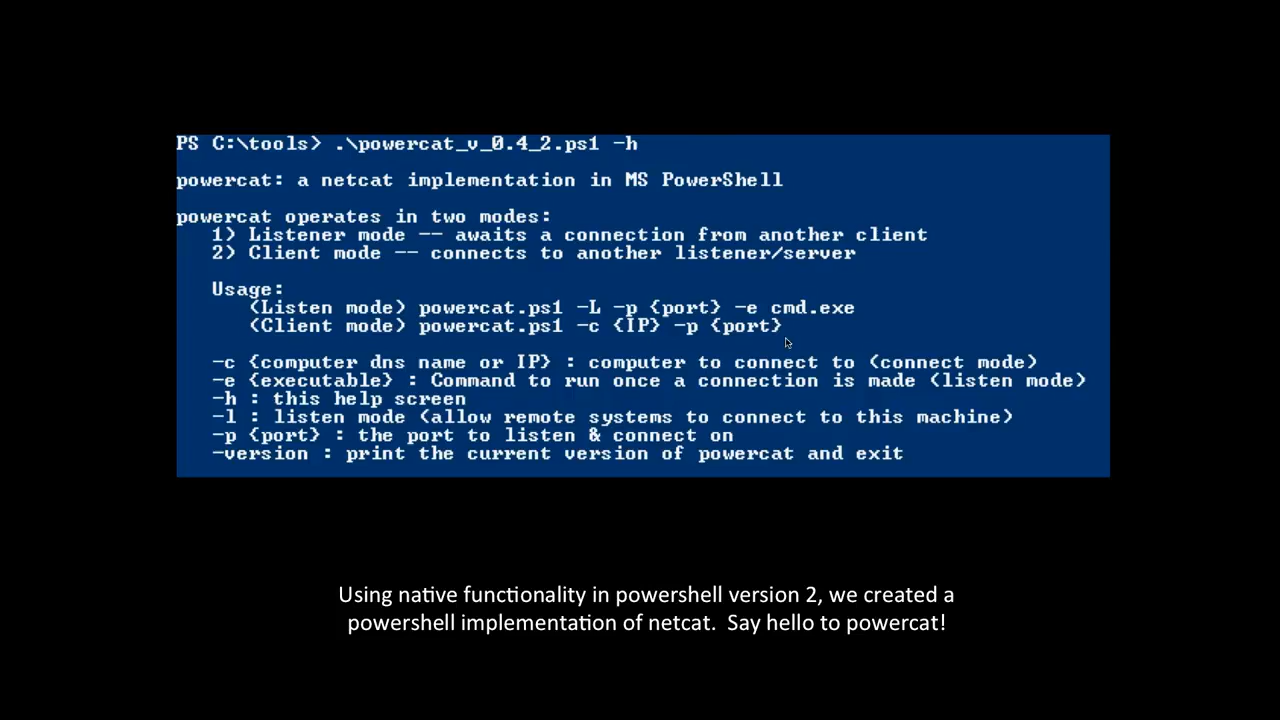 PS C:\tools> .\powercat_v_0.4_2.ps1 -h
powercat: a netcat implementation in MS PowerShell
powercat operates in two modes:
1) Listener mode -- awaits a connection from another client
2) Client mode -- connects to another listener/server
Usage:
(Listen mode) powercat.ps1 -L -p {port} -e cmd.exe
(Client mode) powercat.ps1 -c {IP} -p {port}
-c {computer dns name or IP} : computer to connect to (connect mode)
-e {executable} : Command to run once a connection is made (listen mode)
-h : this help screen
-l : listen mode (allow remote systems to connect to this machine)
-p {port} : the port to listen & connect on
-version : print the current version of powercat and exit
Using native functionality in powershell version 2, we created a
powershell implementation of netcat.  Say hello to powercat!